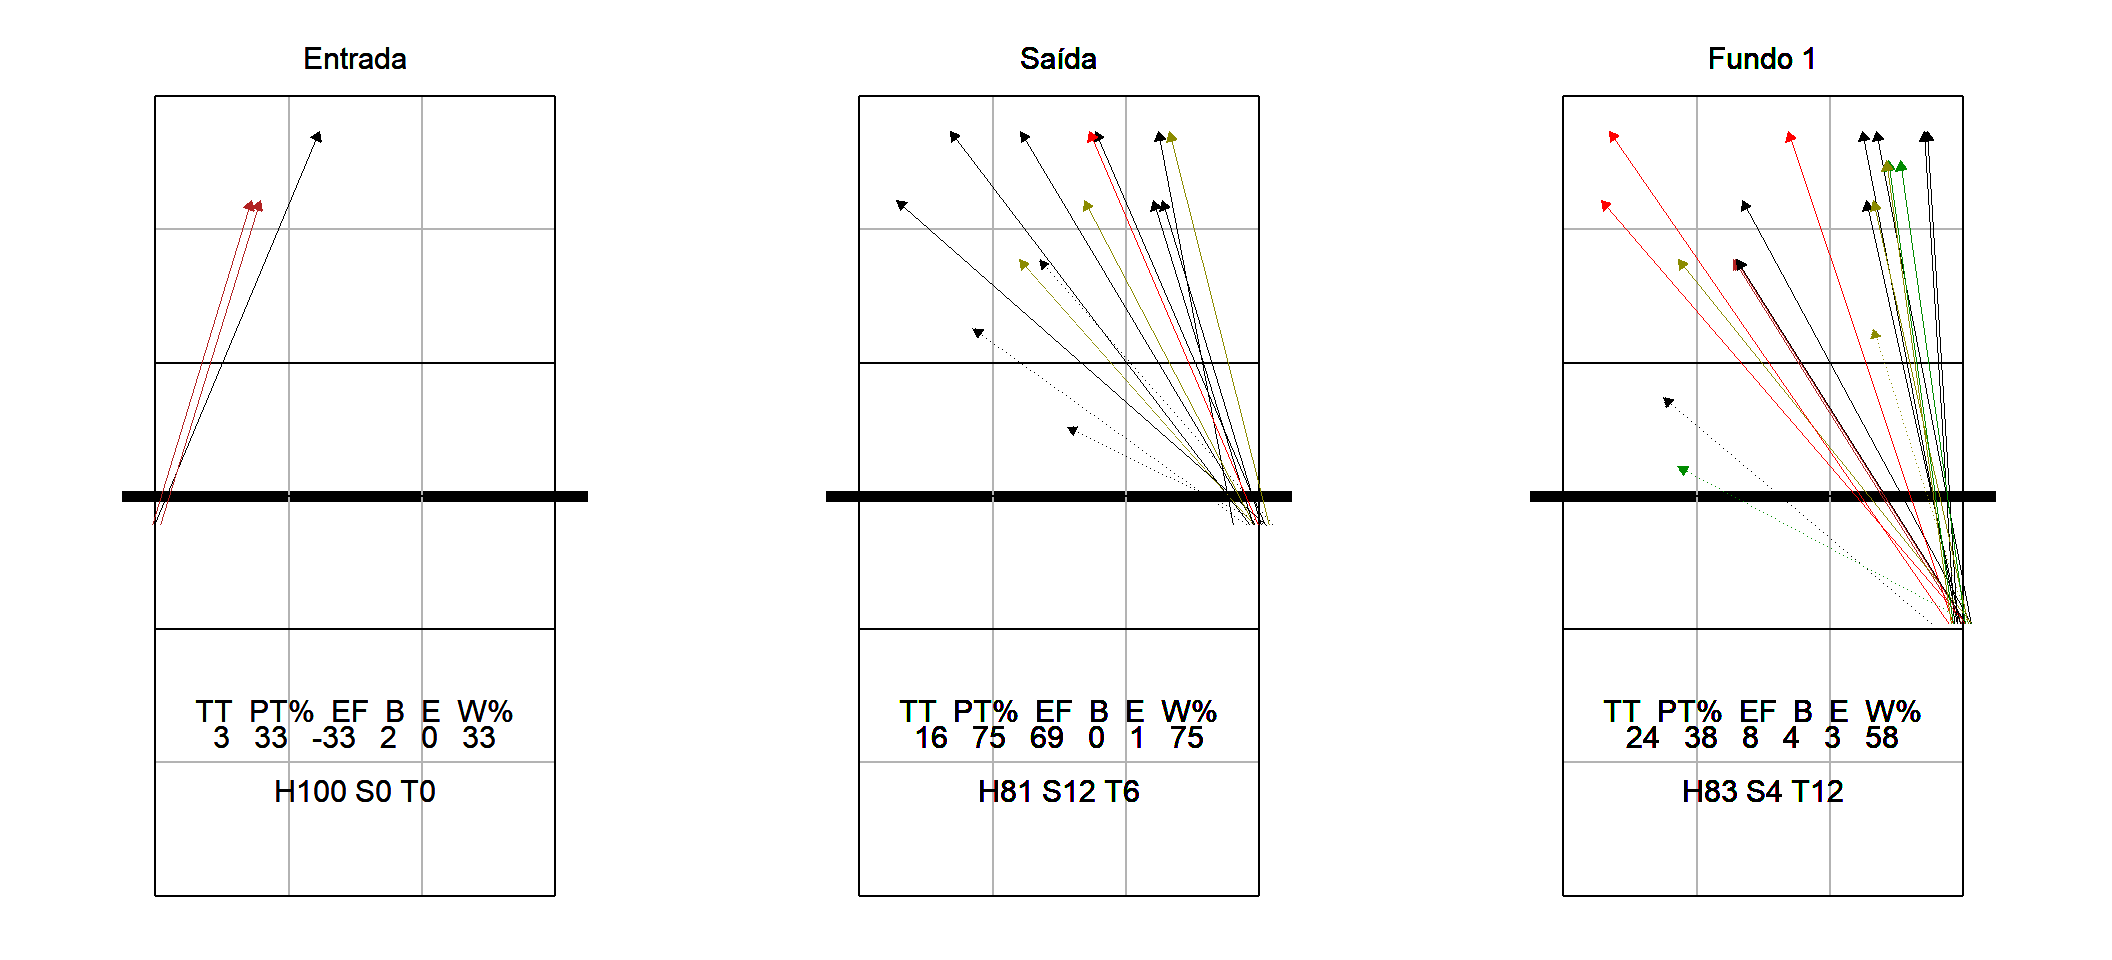 Entrada
TT PT% EF B E W%
3 33 -33 2 0 33
H100 S0 T0
Saída
TT PT% EF B E W%
16 75 69 0 1 75
H81 S12 T6
Fundo 1
TT PT% EF B E W%
24 38 8 4 3 58
H83 S4 T12